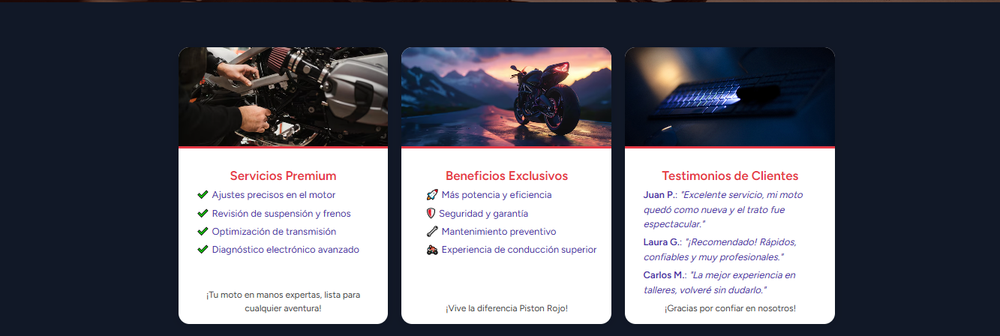 Servicios Premium
✔ Ajustes precisos en el motor
✔ Revisión de suspensión y frenos
✔ Optimización de transmisión
✔ Diagnóstico electrónico avanzado
¡Tu moto en manos expertas, lista para
cualquier aventura!
Beneficios Exclusivos
🚀 Más potencia y eficiencia
🛡 Seguridad y garantía
🔧 Mantenimiento preventivo
🏍 Experiencia de conducción superior
¡Vive la diferencia Piston Rojo!
Testimonios de Clientes
Juan P.: "Excelente servicio, mi moto
quedó como nueva y el trato fue
espectacular."
Laura G.: "¡Recomendado! Rápidos,
confiables y muy profesionales."
Carlos M.: "La mejor experiencia en
talleres, volveré sin dudarlo."
¡Gracias por confiar en nosotros!